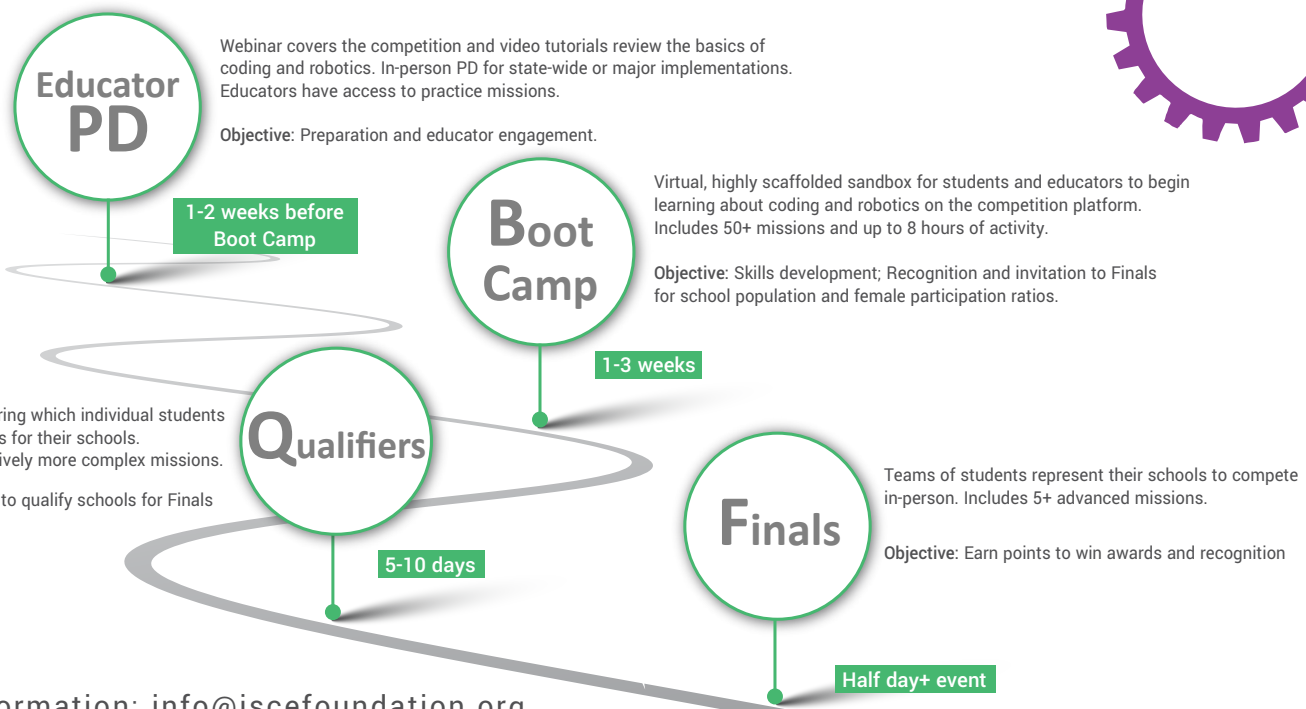 Educator
PD
Webinar covers the competition and video tutorials review the basics of
coding and robotics. In-person PD for state-wide or major implementations.
Educators have access to practice missions.
Objective: Preparation and educator engagement.
1-2 weeks before
Boot Camp
Boot
Camp
Virtual, highly scaffolded sandbox for students and educators to begin
learning about coding and robotics on the competition platform.
Includes 50+ missions and up to 8 hours of activity.
Objective: Skills development; Recognition and invitation to Finals
for school population and female participation ratios.
1-3 weeks
which individual students
for their schools.
more complex missions.
to qualify schools for Finals
Qualifiers
5-10 days
Finals
Teams of students represent their schools to compete
in-person. Includes 5+ advanced missions.
Objective: Earn points to win awards and recognition
Half day+ event
info@iscefoundation.org